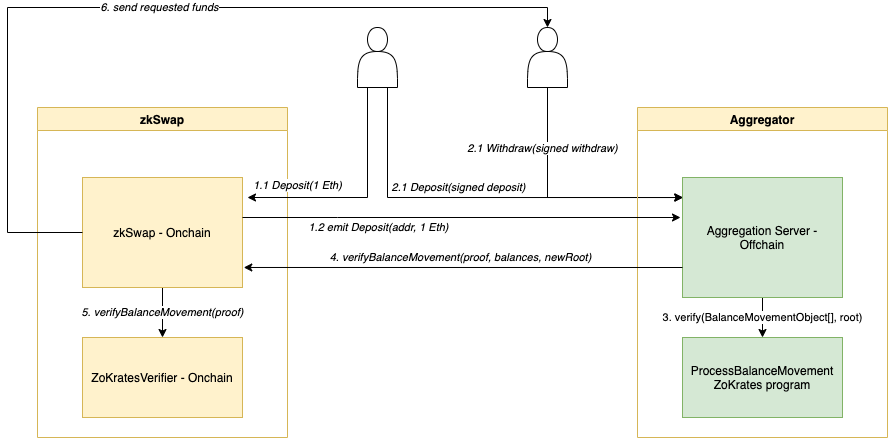 6. send requested funds
zkSwap
Aggregator
2.1 Withdraw(signed withdraw)
1.1 Deposit(1 Eth)
2.1 Deposit(signed deposit)
zkSwap - Onchain
1.2 emit Deposit(addr, 1 Eth)
Aggregation Server -
Offchain
4. verifyBalanceMovement(proof, balances, newRoot)
5. verifyBalanceMovement(proof)
3. verify(BalanceMovementObject[], root)
ZoKratesVerifier - Onchain
ProcessBalanceMovement
ZoKrates program